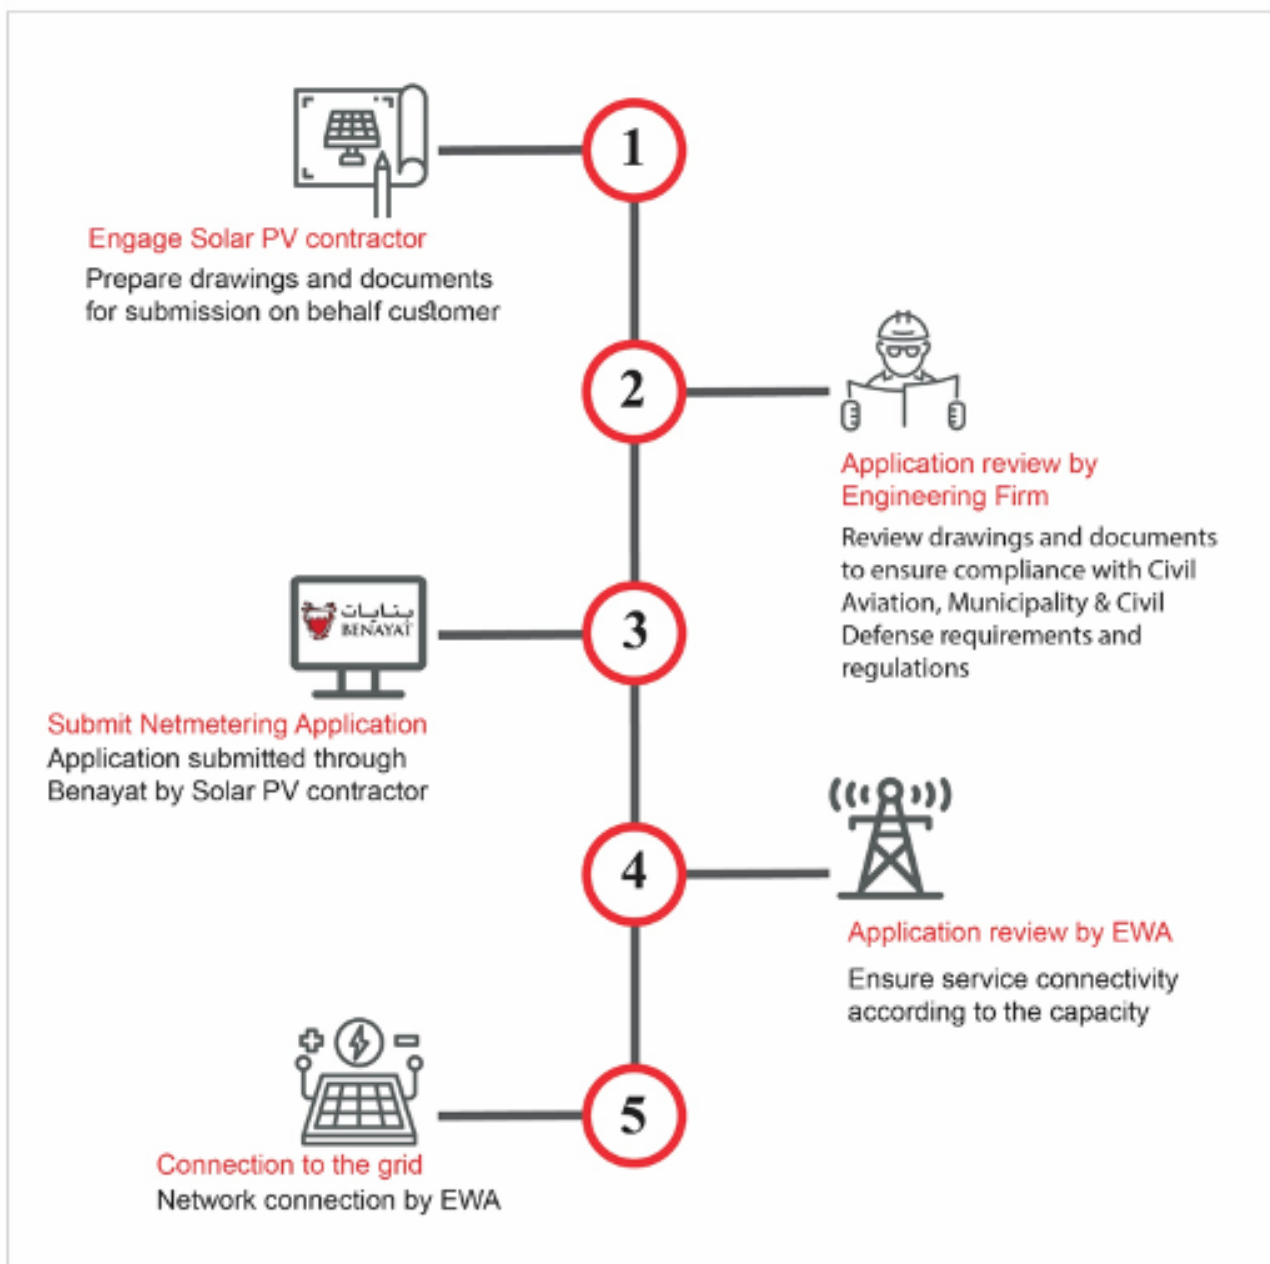 1
Engage Solar PV contractor
Prepare drawings and documents
for submission on behalf customer
2
Application review by
Engineering Firm
Review drawings and documents
to ensure compliance with Civil
Aviation, Municipality & Civil
Defense requirements and
regulations
بنايات
BENAYAT
3
Submit Netmetering Application
Application submitted through
Benayat by Solar PV contractor
4
Application review by EWA
Ensure service connectivity
according to the capacity
5
Connection to the grid
Network connection by EWA